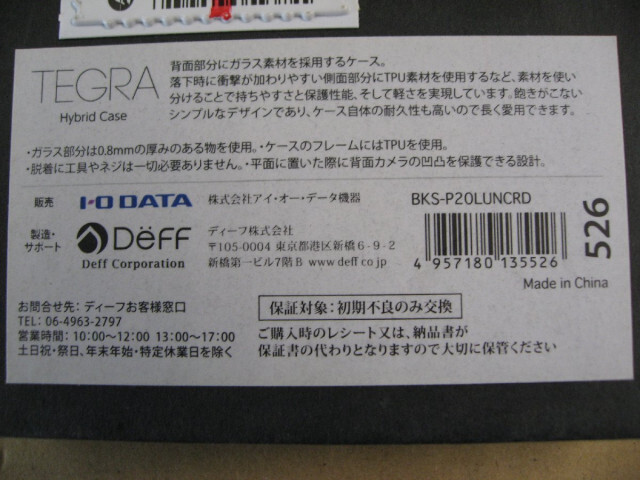 TEGRA
Hybrid Case
背面部分にガラス素材を採用するケース。
落下時に衝撃が加わりやすい側面部分にTPU素材を使用するなど、素材を使い
分けることで持ちやすさと保護性能、そして軽さを実現しています。飽きがこない
シンプルなデザインであり、ケース自体の耐久性も高いので長く愛用できます。
・ガラス部分は0.8mmの厚みのある物を使用。・ケースのフレームにはTPUを使用。
・脱着に工具やネジは一切必要ありません。・平面に置いた際に背面カメラの凹凸を保護できる設計。
販売 I-O DATA 株式会社アイ・オー・データ機器
製造・サポート DëFF Deff Corporation
ディーフ株式会社
〒105-0004 東京都港区新橋6-9-2
新橋第一ビル7階B www.deff.co.jp
BKS-P20LUNCRD
4 957180 135526
526
Made in China
お問合せ先：ディーフお客様窓口
TEL: 06-4963-2797
営業時間：10:00〜12:00 13:00〜17:00
土日祝・祭日、年末年始・特定休業日を除く
保証対象：初期不良のみ交換
ご購入時のレシート又は、納品書が
保証書の代わりとなりますので大切に保管ください